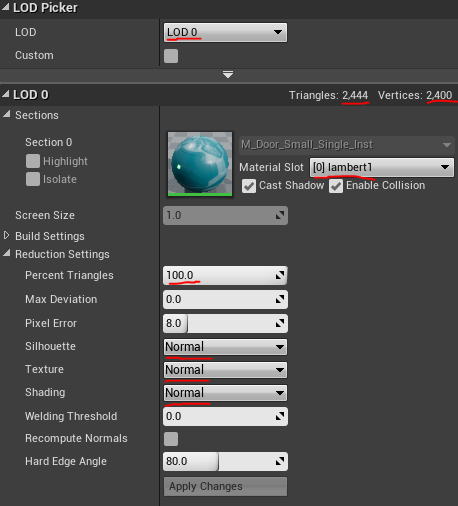 LOD Picker
LOD LOD 0
Custom
LOD 0 Triangles: 2,444 Vertices: 2,400
Sections
Section 0 M_Door_Small_Single_Inst
Highlight Material Slot [0] lambert1
Isolate Cast Shadow Enable Collision
Screen Size 1.0
Build Settings
Reduction Settings
Percent Triangles 100.0
Max Deviation 0.0
Pixel Error 8.0
Silhouette Normal
Texture Normal
Shading Normal
Welding Threshold 0.0
Recompute Normals
Hard Edge Angle 80.0
Apply Changes